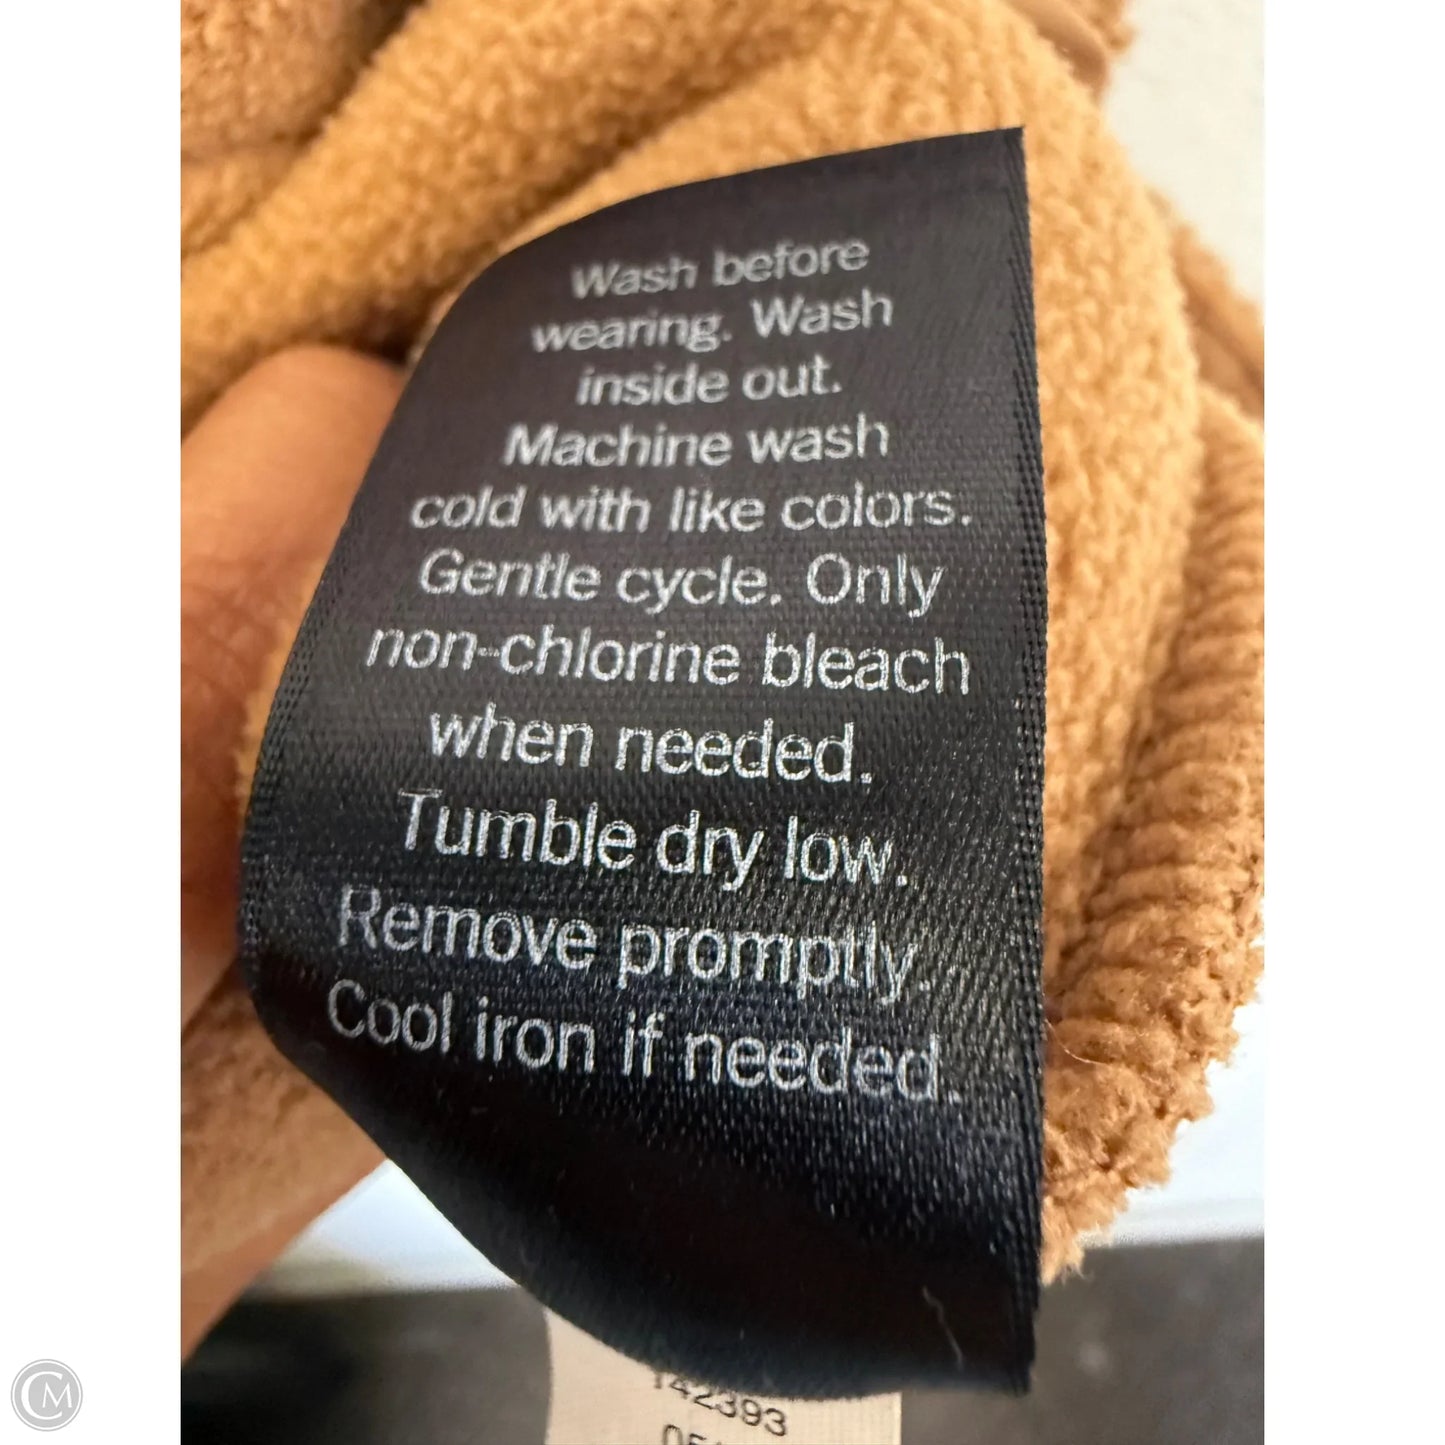 Wash before
wearing. Wash
inside out.
Machine wash
cold with like colors.
Gentle cycle. Only
non-chlorine bleach
when needed.
Tumble dry low.
Remove promptly.
Cool iron if needed.
142393
CM